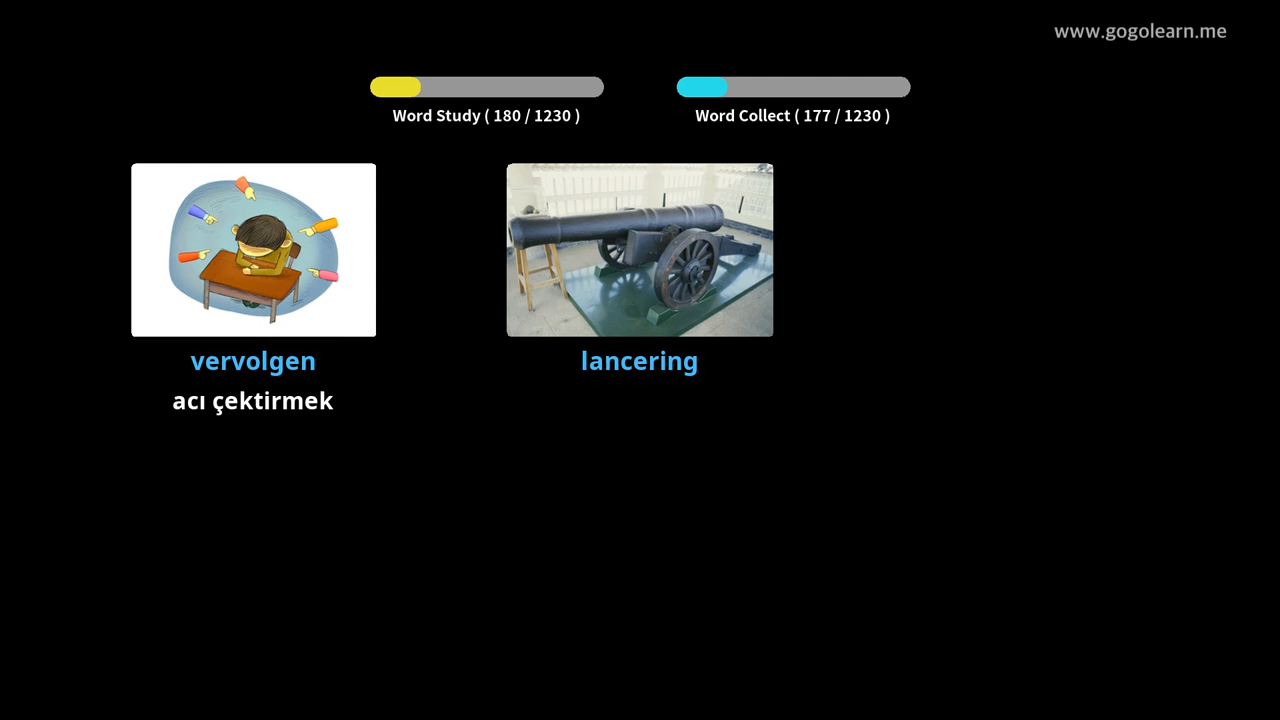 www.gogolearn.me
Word Study ( 180 / 1230 )
Word Collect ( 177 / 1230 )
vervolgen
lancering
acı çektirmek